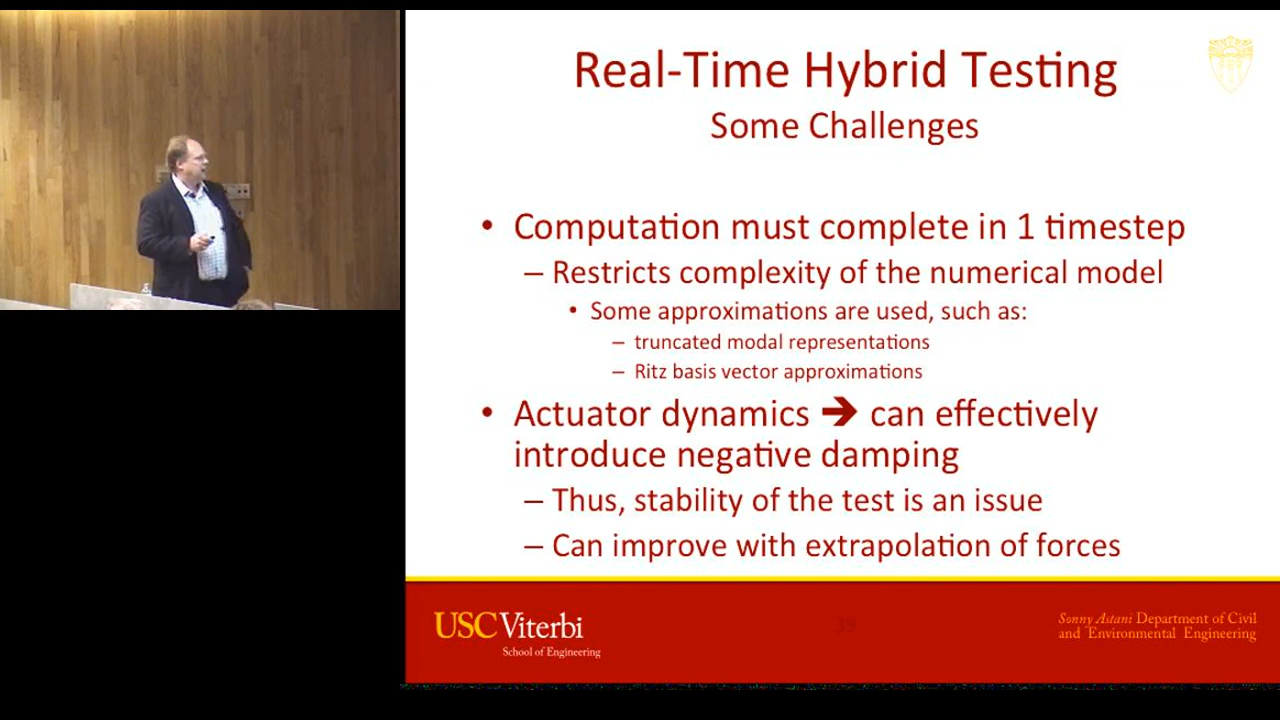 Real-Time Hybrid Testing
Some Challenges
• Computation must complete in 1 timestep
– Restricts complexity of the numerical model
• Some approximations are used, such as:
– truncated modal representations
– Ritz basis vector approximations
• Actuator dynamics ➔ can effectively
introduce negative damping
– Thus, stability of the test is an issue
– Can improve with extrapolation of forces
USC Viterbi
School of Engineering
39
Sonny Astani Department of Civil
and Environmental Engineering